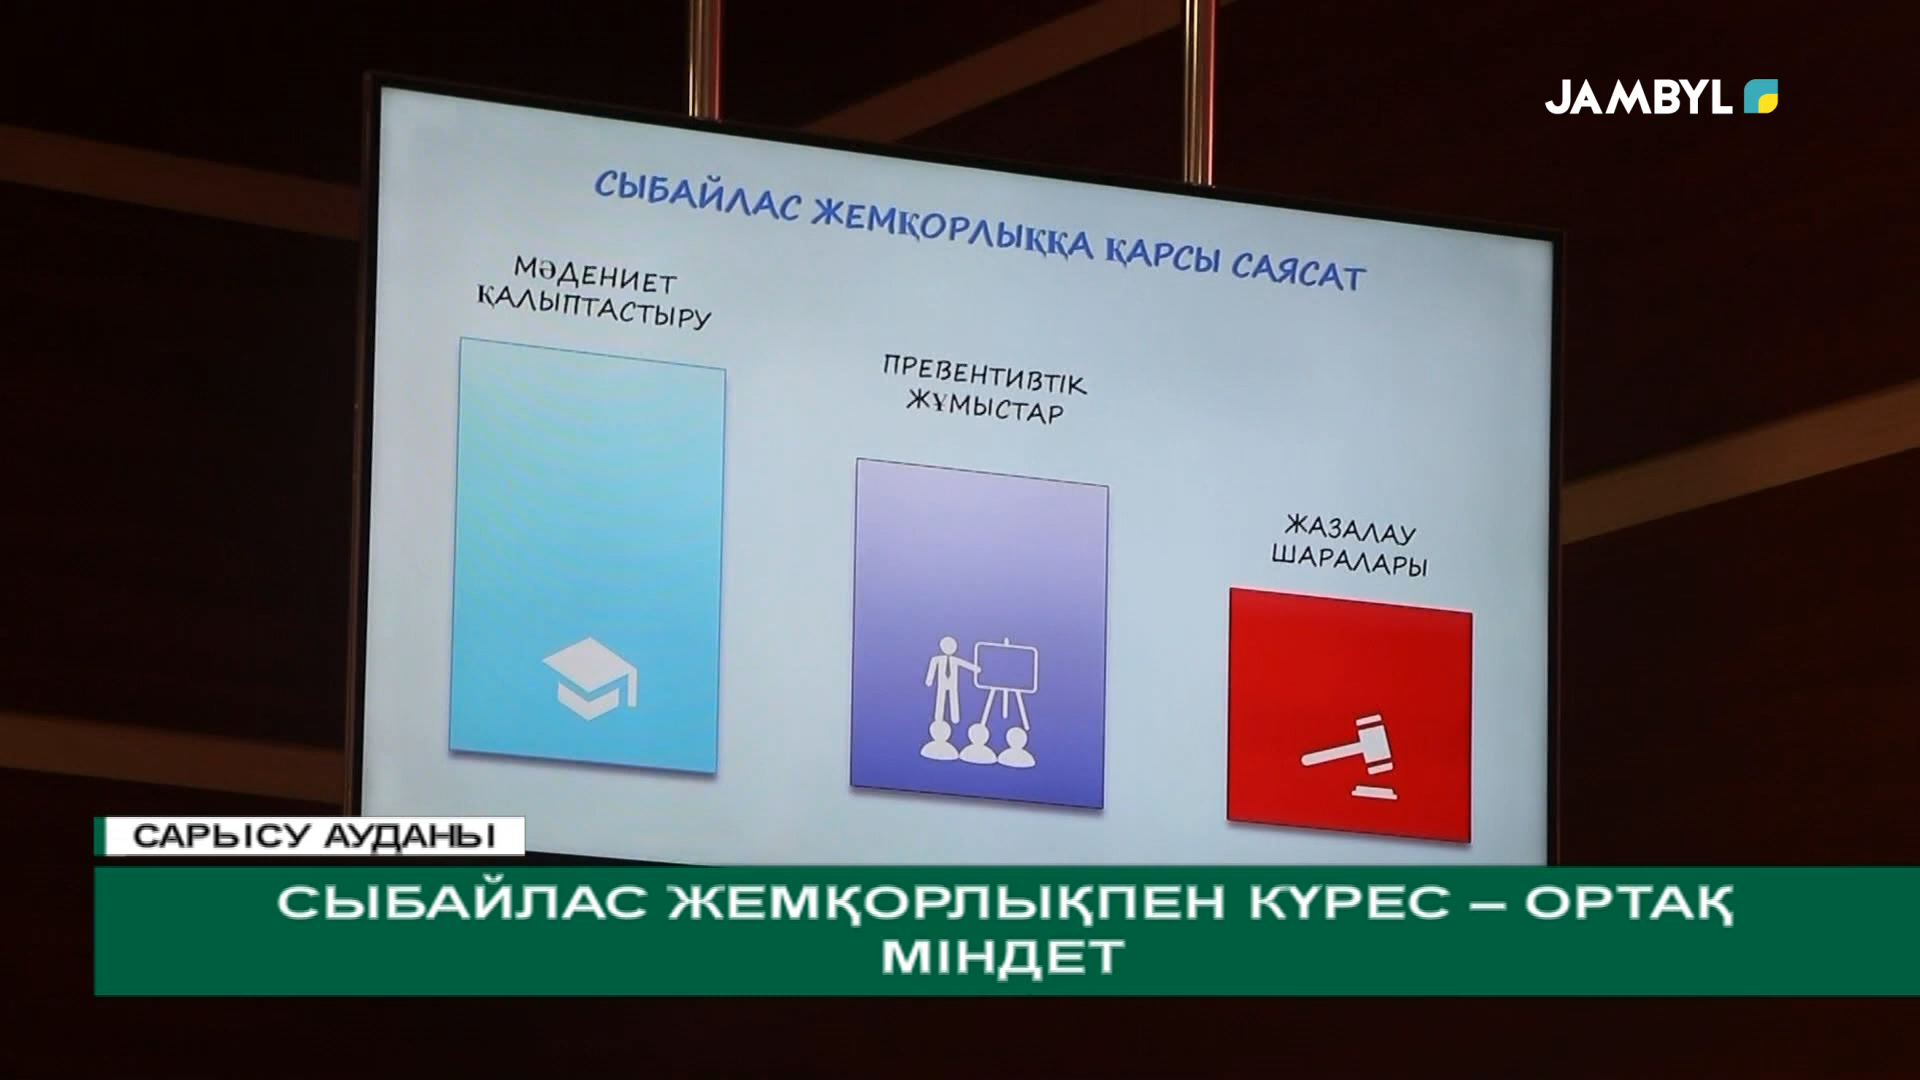 JAMBYL
СЫБАЙЛАС ЖЕМҚОРЛЫҚҚА ҚАРСЫ САЯСАТ
МӘДЕНИЕТ
ҚАЛЫПТАСТЫРУ
ПРЕВЕНТИВТІК
ЖҰМЫСТАР
ЖАЗАЛАУ
ШАРАЛАРЫ
САРЫСУ АУДАНЫ
СЫБАЙЛАС ЖЕМҚОРЛЫҚПЕН КҮРЕС – ОРТАҚ
МІНДЕТ